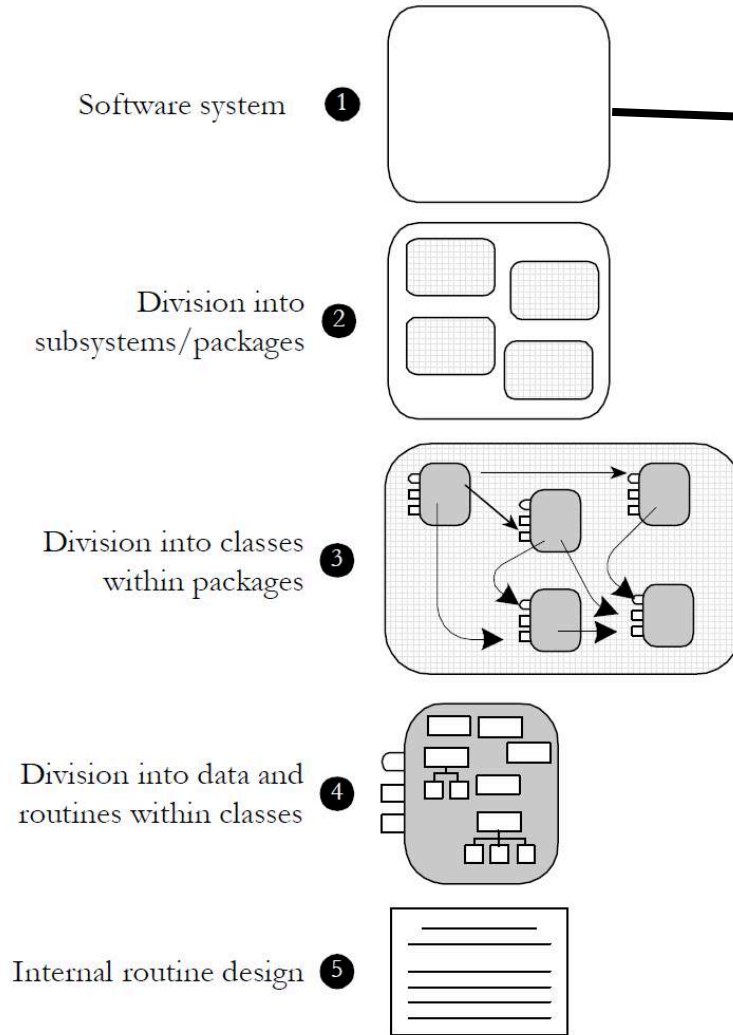 Software system 1
Division into
subsystems/packages 2
Division into classes
within packages 3
Division into data and
routines within classes 4
Internal routine design 5